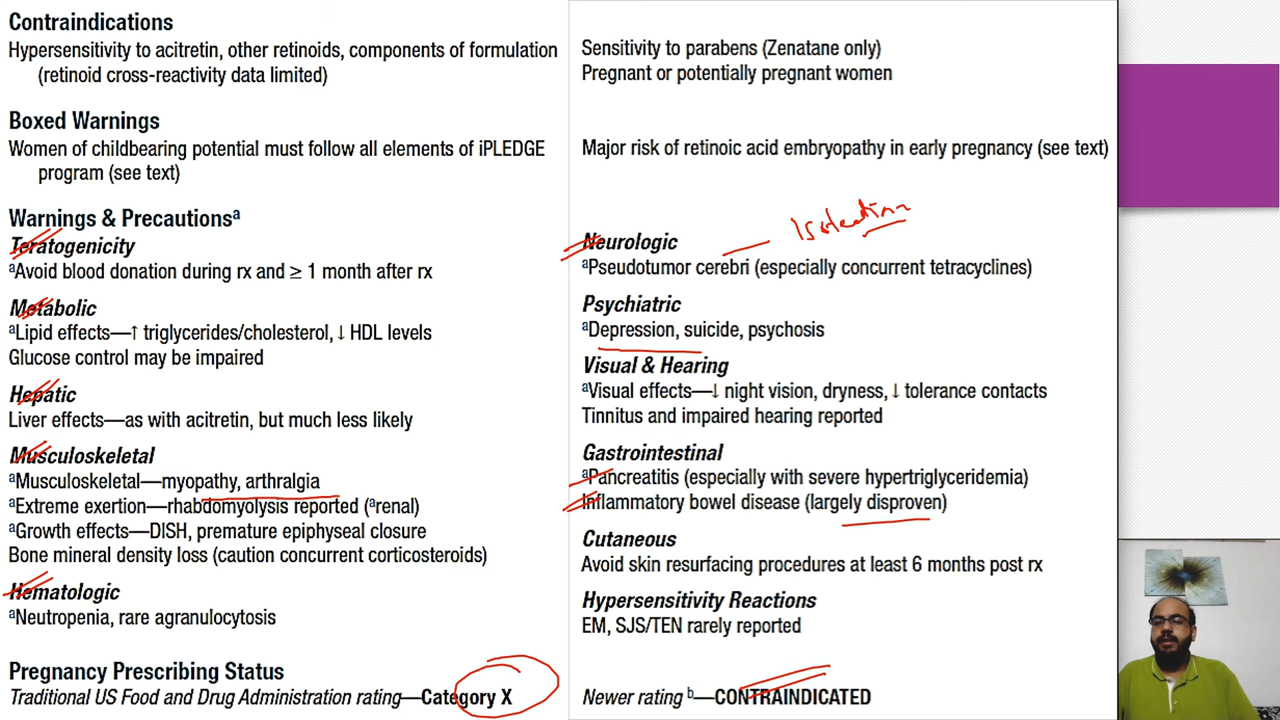 Contraindications
Hypersensitivity to acitretin, other retinoids, components of formulation
(retinoid cross-reactivity data limited)
Sensitivity to parabens (Zenatane only)
Pregnant or potentially pregnant women
Boxed Warnings
Women of childbearing potential must follow all elements of iPLEDGE
program (see text)
Major risk of retinoic acid embryopathy in early pregnancy (see text)
Warnings & Precautionsᵃ
Teratogenicity
ᵃAvoid blood donation during rx and ≥ 1 month after rx
Metabolic
ᵃLipid effects—↑ triglycerides/cholesterol, ↓ HDL levels
Glucose control may be impaired
Hepatic
Liver effects—as with acitretin, but much less likely
Musculoskeletal
ᵃMusculoskeletal—myopathy, arthralgia
ᵃExtreme exertion—rhabdomyolysis reported (ᵃrenal)
ᵃGrowth effects—DISH, premature epiphyseal closure
Bone mineral density loss (caution concurrent corticosteroids)
Hematologic
ᵃNeutropenia, rare agranulocytosis
Neurologic
ᵃPseudotumor cerebri (especially concurrent tetracyclines)
Psychiatric
ᵃDepression, suicide, psychosis
Visual & Hearing
ᵃVisual effects—↓ night vision, dryness, ↓ tolerance contacts
Tinnitus and impaired hearing reported
Gastrointestinal
ᵃPancreatitis (especially with severe hypertriglyceridemia)
Inflammatory bowel disease (largely disproven)
Cutaneous
Avoid skin resurfacing procedures at least 6 months post rx
Hypersensitivity Reactions
EM, SJS/TEN rarely reported
Pregnancy Prescribing Status
Traditional US Food and Drug Administration rating—Category X
Newer rating ᵇ—CONTRAINDICATED